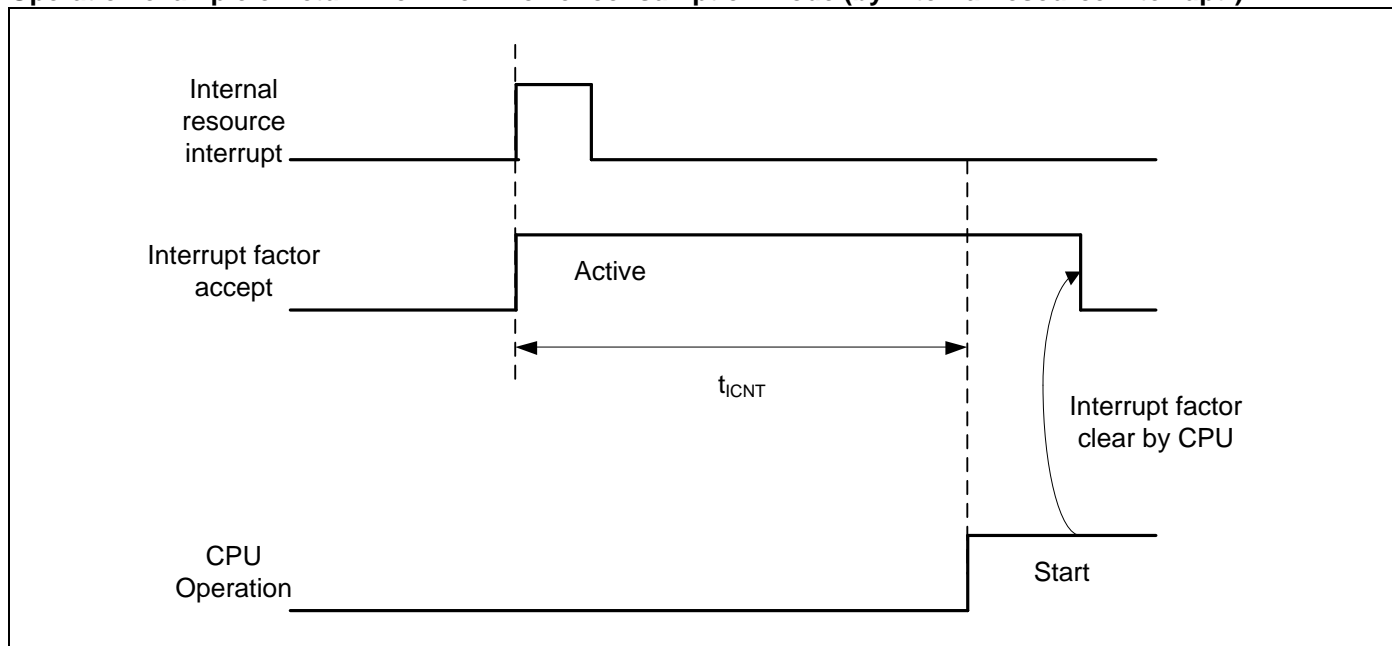 Internal
resource
interrupt
Interrupt factor
accept
Active
tICNT
Interrupt factor
clear by CPU
CPU
Operation
Start